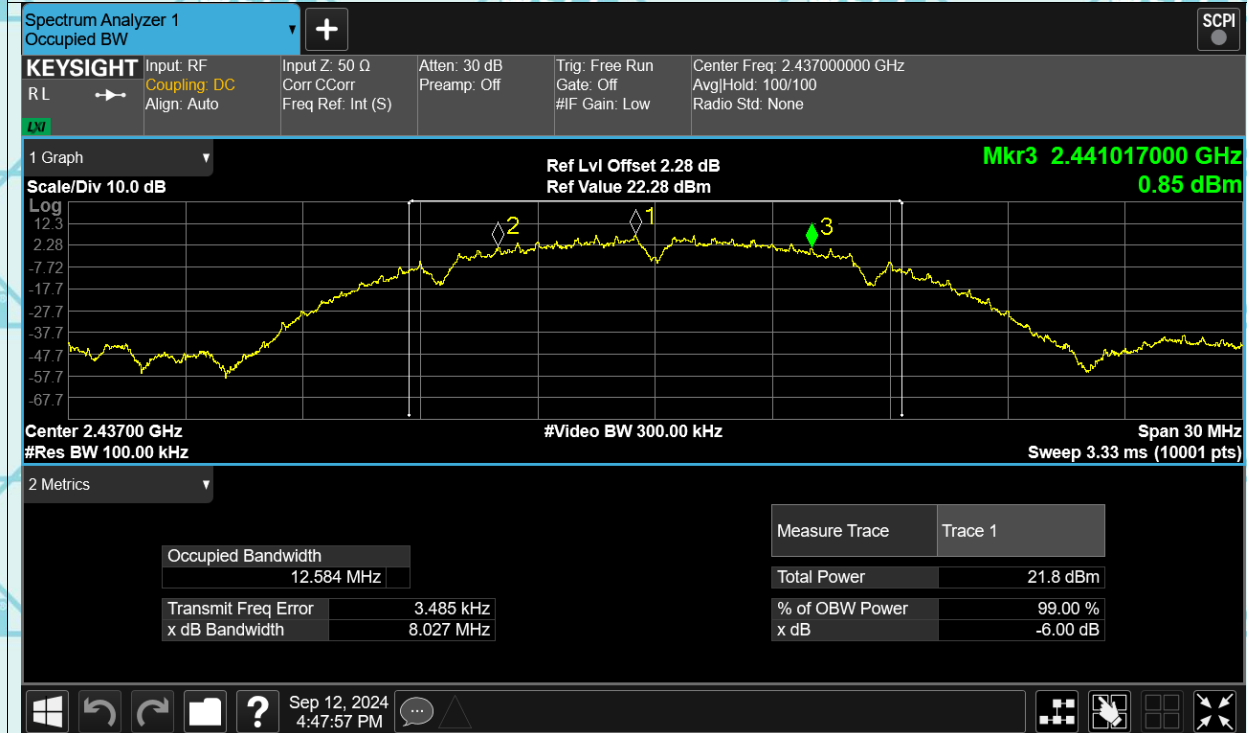 Spectrum Analyzer 1
Occupied BW
SCPI
KEYSIGHT
R L
LXI
Input: RF
Coupling: DC
Align: Auto
Input Z: 50 Ω
Corr CCorr
Freq Ref: Int (S)
Atten: 30 dB
Preamp: Off
Trig: Free Run
Gate: Off
#IF Gain: Low
Center Freq: 2.437000000 GHz
Avg|Hold: 100/100
Radio Std: None
1 Graph
Scale/Div 10.0 dB
Ref Lvl Offset 2.28 dB
Ref Value 22.28 dBm
Mkr3 2.441017000 GHz
0.85 dBm
Log
12.3
2.28
-7.72
-17.7
-27.7
-37.7
-47.7
-57.7
-67.7
2
1
3
Center 2.43700 GHz
#Res BW 100.00 kHz
#Video BW 300.00 kHz
Span 30 MHz
Sweep 3.33 ms (10001 pts)
2 Metrics
Occupied Bandwidth
12.584 MHz
Transmit Freq Error 3.485 kHz
x dB Bandwidth 8.027 MHz
Measure Trace Trace 1
Total Power 21.8 dBm
% of OBW Power 99.00 %
x dB -6.00 dB
?
Sep 12, 2024
4:47:57 PM